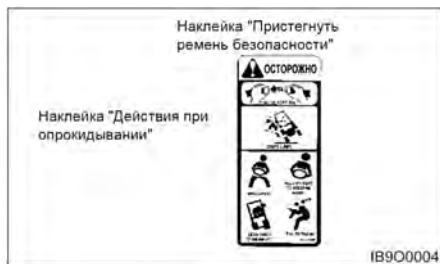 Наклейка "Пристегнуть
ремень безопасности"
ОСТОРОЖНО
Наклейка "Действия при
опрокидывании"
IB9O0004